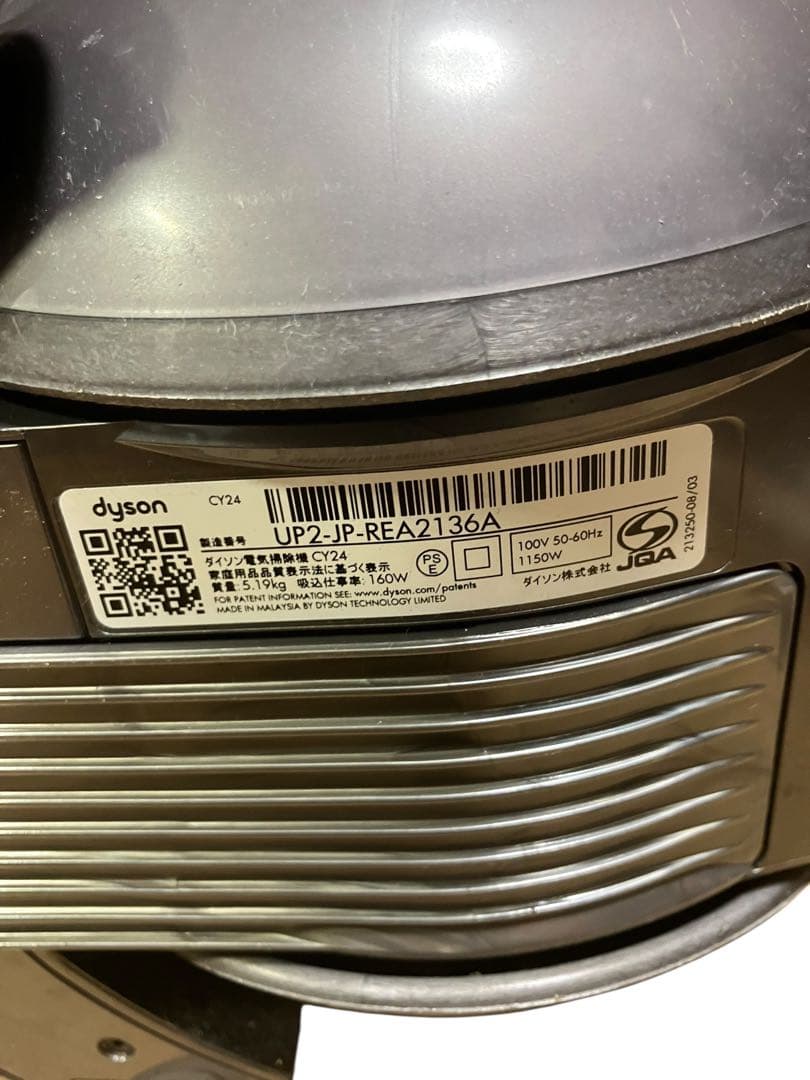 dyson CY24
製造番号 UP2-JP-REA2136A
ダイソン電気掃除機 CY24
家庭用品品質表示法に基づく表示
質量: 5.19kg 吸込仕事率: 160W
FOR PATENT INFORMATION SEE: www.dyson.com/patents
MADE IN MALAYSIA BY DYSON TECHNOLOGY LIMITED
PS
E
100V 50-60Hz
1150W
ダイソン株式会社
JQA
213250-08/03